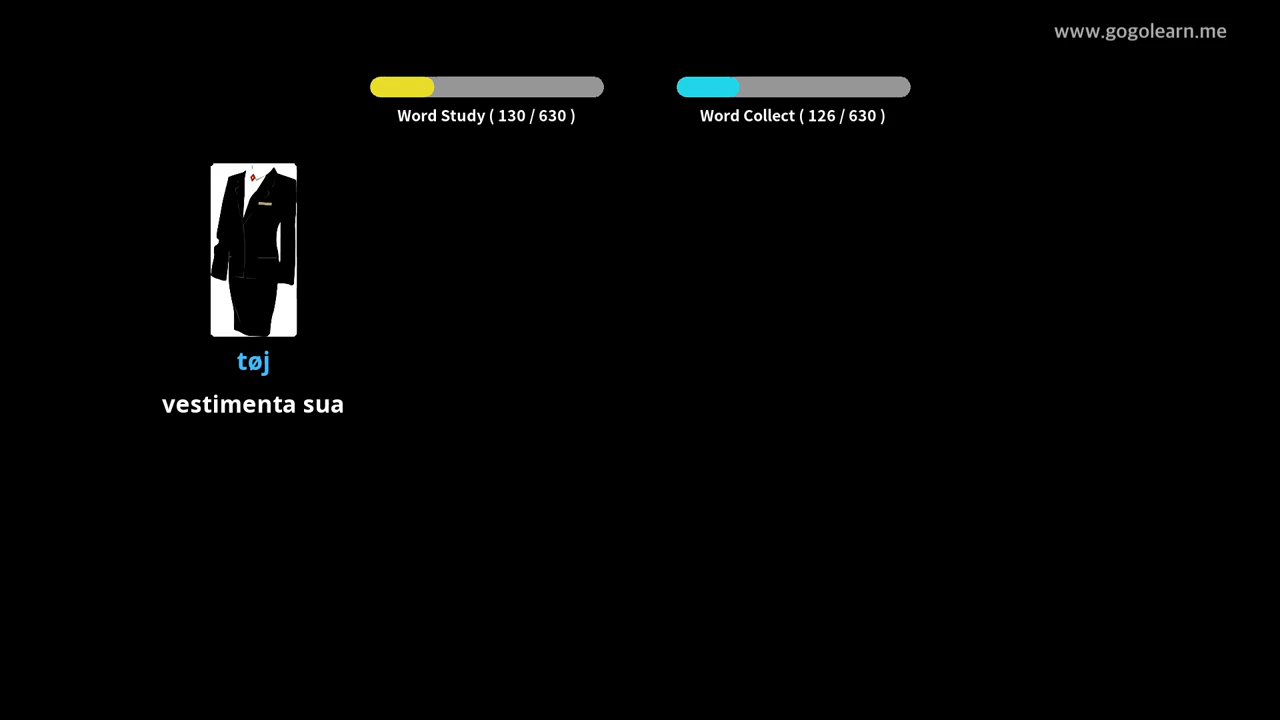 www.gogolearn.me
Word Study ( 130 / 630 )
Word Collect ( 126 / 630 )
tøj
vestimenta sua